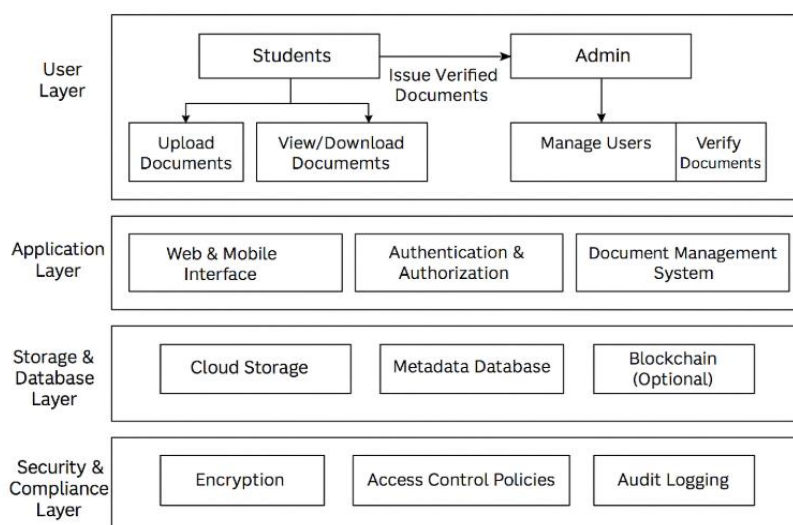 User
Layer
Students
Admin
Issue Verified
Documents
Upload
Documents
View/Download
Documemts
Manage Users
Verify
Documents
Application
Layer
Web & Mobile
Interface
Authentication &
Authorization
Document Management
System
Storage &
Database
Layer
Cloud Storage
Metadata Database
Blockchain
(Optional)
Security &
Compliance
Layer
Encryption
Access Control Policies
Audit Logging